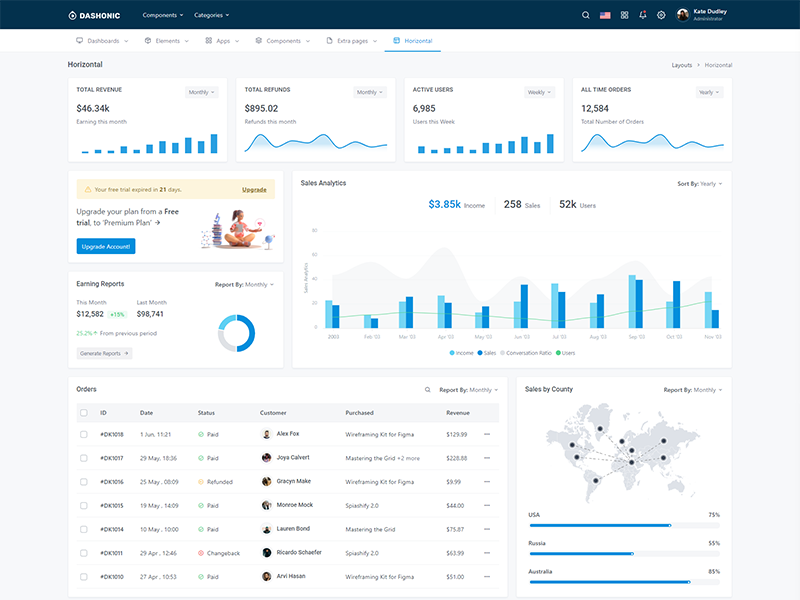 DASHONIC Components Categories Kate Dudley
Administrator
Dashboards Elements Apps Components Extra pages Horizontal
Horizontal Layouts > Horizontal
TOTAL REVENUE Monthly
$46.34k
Earning this month
TOTAL REFUNDS Monthly
$895.02
Refunds this month
ACTIVE USERS Weekly
6,985
Users this Week
ALL TIME ORDERS Yearly
12,584
Total Number of Orders
Your free trial expired in 21 days. Upgrade
Upgrade your plan from a Free
trial, to 'Premium Plan' →
Upgrade Account!
Earning Reports Report By: Monthly
This Month Last Month
$12,582 +15% $98,741
25.2% ↑ From previous period
Generate Reports →
Sales Analytics Sort By: Yearly
$3.85k Income 258 Sales 52k Users
Sales Analytics
80
60
40
20
0
2003 Feb '03 Mar '03 Apr '03 May '03 Jun '03 Jul '03 Aug '03 Sep '03 Oct '03 Nov '03
Income Sales Conversation Ratio Users
Orders Report By: Monthly
ID Date Status Customer Purchased Revenue
#DK1018 1 Jun, 11:21 Paid Alex Fox Wireframing Kit for Figma $129.99
#DK1017 29 May, 18:36 Paid Joya Calvert Mastering the Grid +2 more $228.88
#DK1016 25 May , 08:09 Refunded Gracyn Make Wireframing Kit for Figma $9.99
#DK1015 19 May , 14:09 Paid Monroe Mock Spiashify 2.0 $44.00
#DK1014 10 May , 10:00 Paid Lauren Bond Mastering the Grid $75.87
#DK1011 29 Apr , 12:46 Changeback Ricardo Schaefer Spiashify 2.0 $63.99
#DK1010 27 Apr , 10:53 Paid Arvi Hasan Wireframing Kit for Figma $51.00
Sales by County Report By: Monthly
USA 75%
Russia 55%
Australia 85%